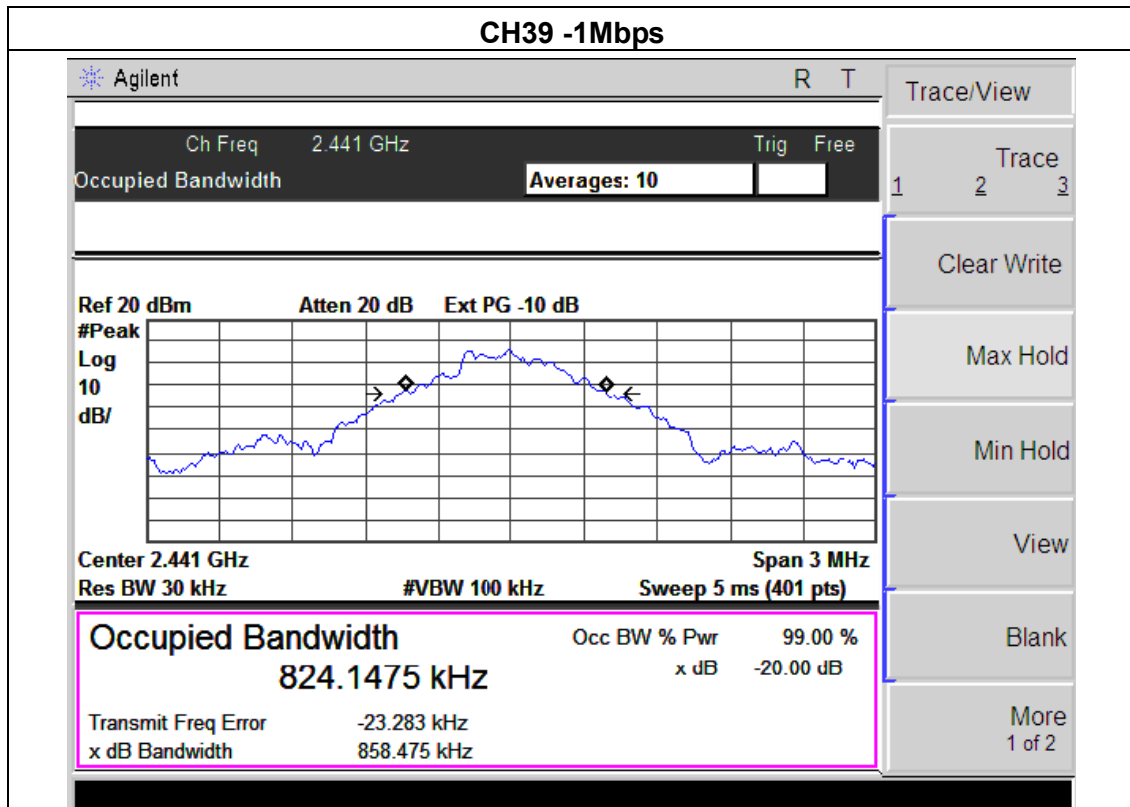 CH39 -1Mbps
Agilent R T
Ch Freq 2.441 GHz Trig Free
Occupied Bandwidth Averages: 10
Ref 20 dBm Atten 20 dB Ext PG -10 dB
#Peak
Log
10
dB/
Center 2.441 GHz Span 3 MHz
Res BW 30 kHz #VBW 100 kHz Sweep 5 ms (401 pts)
Occupied Bandwidth Occ BW % Pwr 99.00 %
824.1475 kHz x dB -20.00 dB
Transmit Freq Error -23.283 kHz
x dB Bandwidth 858.475 kHz
Trace/View
Trace
1 2 3
Clear Write
Max Hold
Min Hold
View
Blank
More
1 of 2